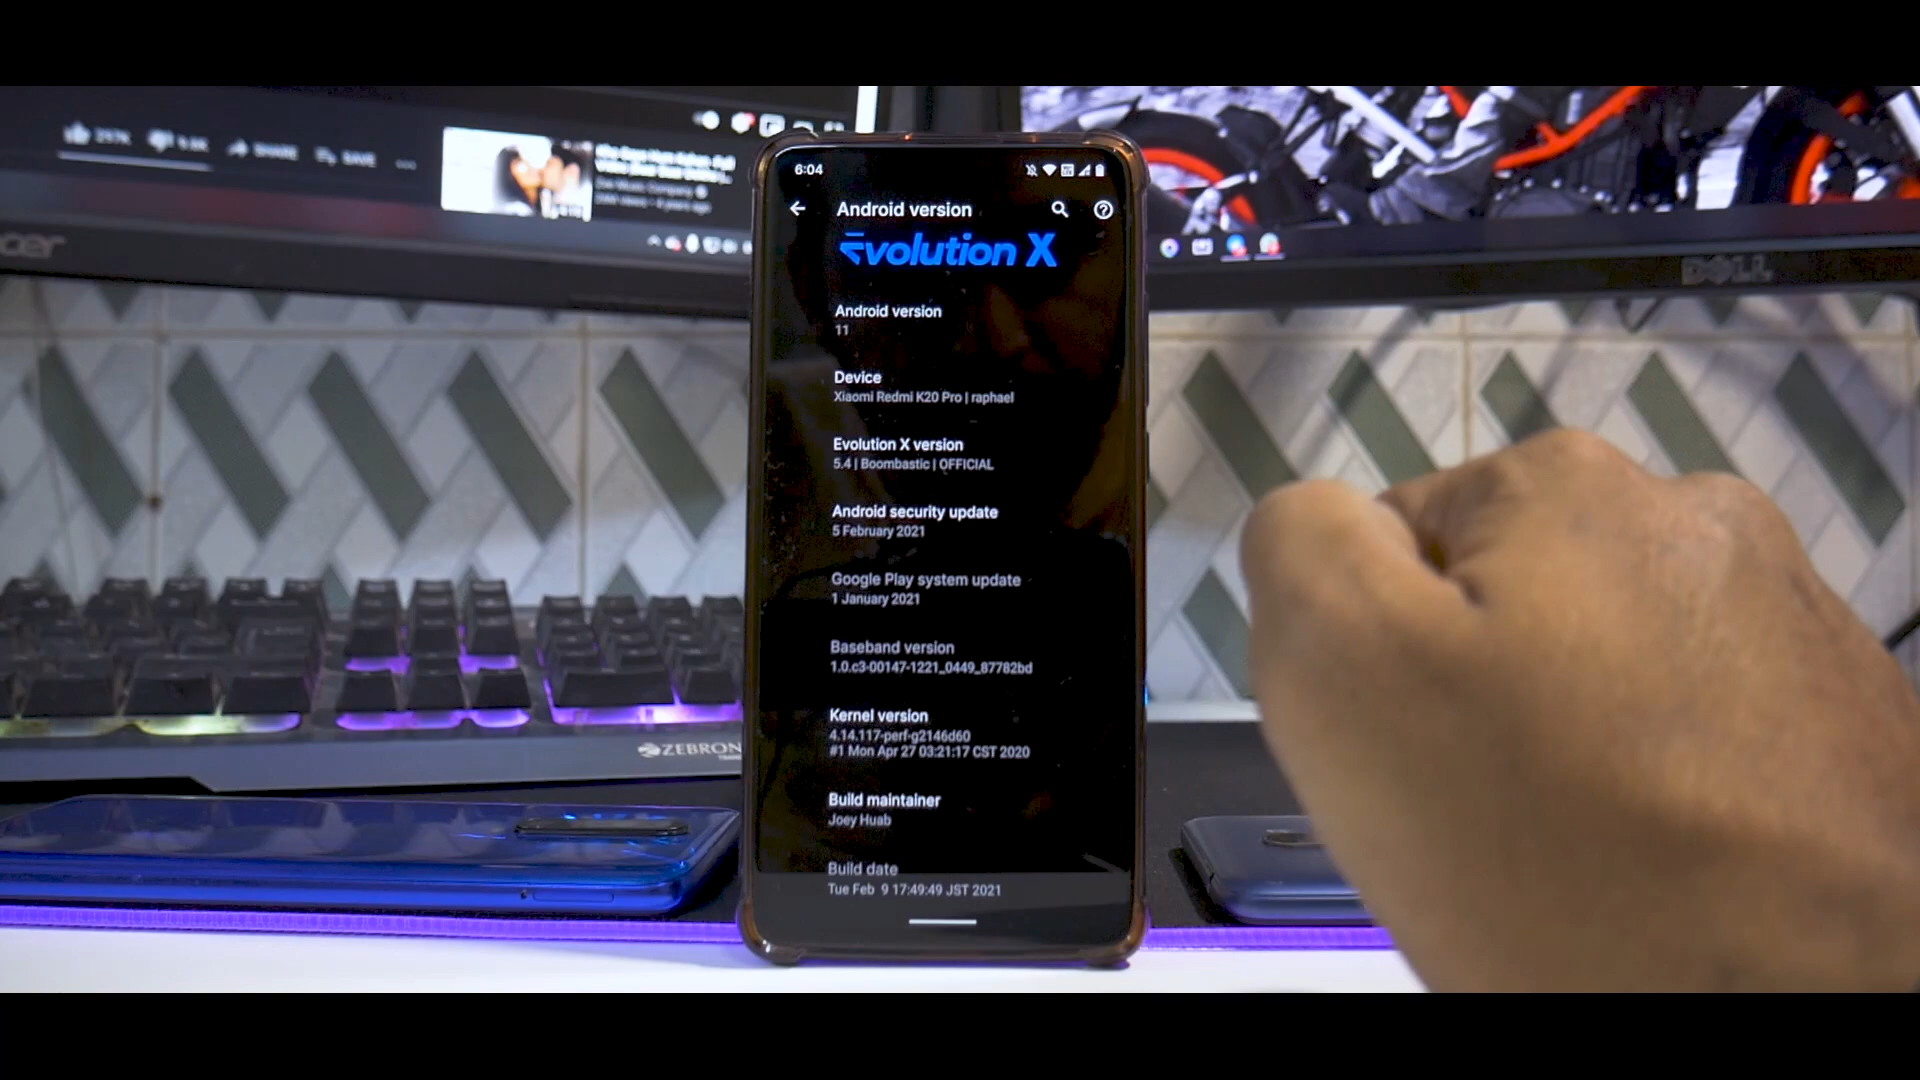 SHARE
SAVE
acer
DELL
6:04
Android version
Evolution X
Android version
11
Device
Xiaomi Redmi K20 Pro | raphael
Evolution X version
5.4 | Boombastic | OFFICIAL
Android security update
5 February 2021
Google Play system update
1 January 2021
Baseband version
1.0.c3-00147-1221_0449_87782bd
Kernel version
4.14.117-perf-g2146d60
#1 Mon Apr 27 03:21:17 CST 2020
Build maintainer
Joey Huab
Build date
Tue Feb 9 17:49:49 JST 2021
ZEBRON